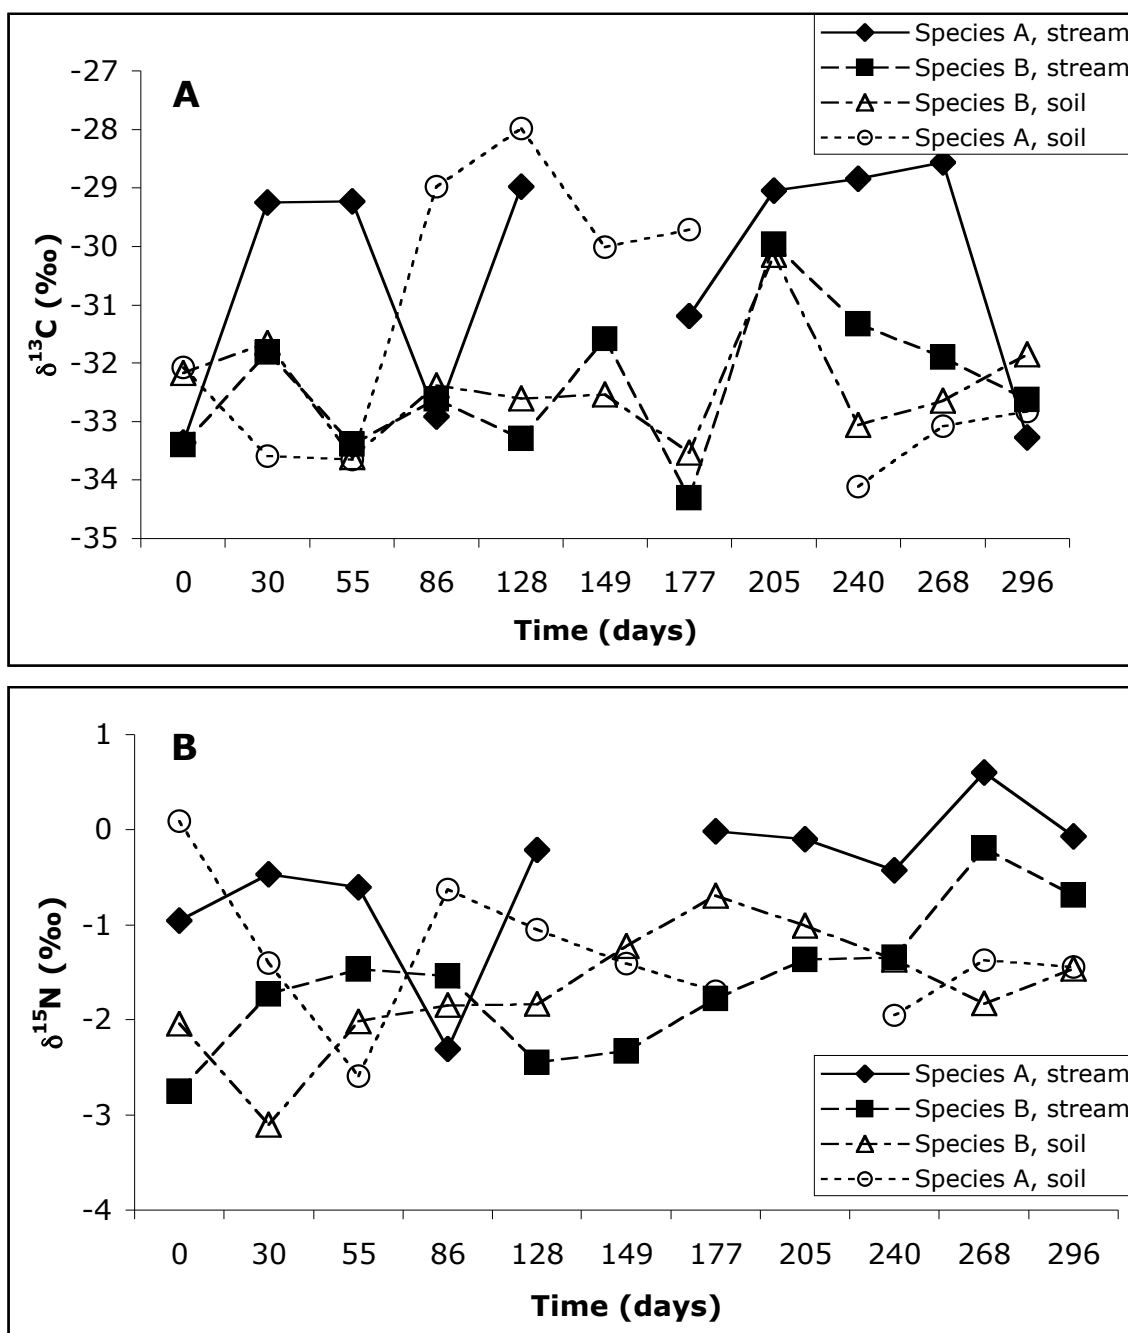 Species A, stream
Species B, stream
Species B, soil
Species A, soil
A
-27
-28
-29
-30
-31
-32
-33
-34
-35
δ¹³C (‰)
0 30 55 86 128 149 177 205 240 268 296
Time (days)
B
1
0
-1
-2
-3
-4
δ¹⁵N (‰)
Species A, stream
Species B, stream
Species B, soil
Species A, soil
0 30 55 86 128 149 177 205 240 268 296
Time (days)